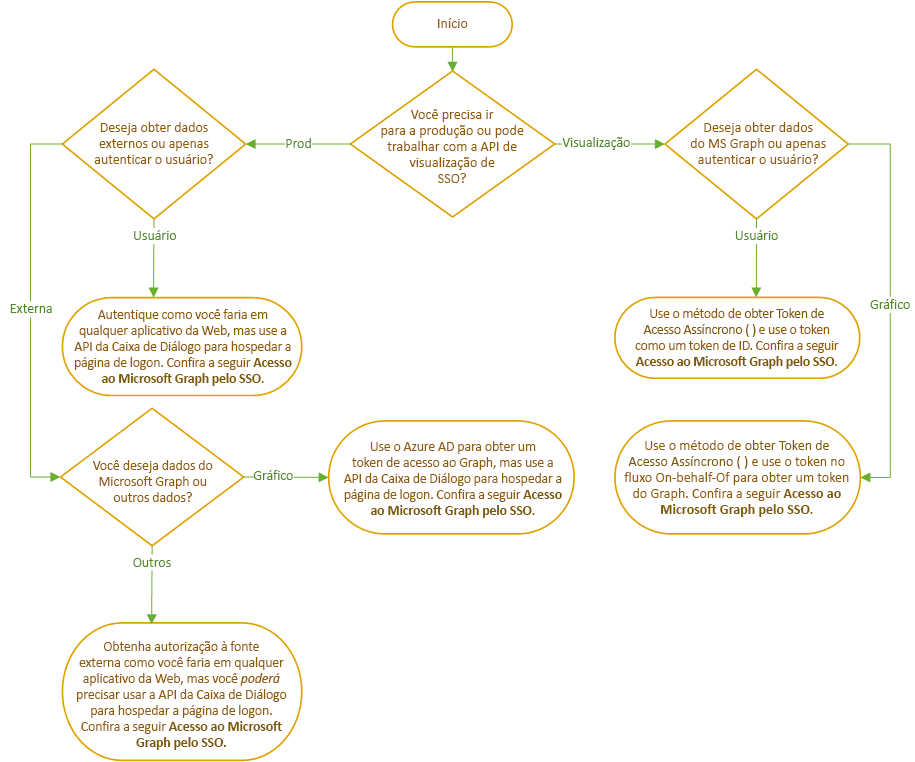 Início
Você precisa ir
para a produção ou pode
trabalhar com a API de
visualização de
SSO?
Prod
Visualização
Deseja obter dados
externos ou apenas
autenticar o usuário?
Deseja obter dados
do MS Graph ou apenas
autenticar o usuário?
Usuário
Usuário
Externa
Gráfico
Autentique como você faria em
qualquer aplicativo da Web, mas use a
API da Caixa de Diálogo para hospedar a
página de logon. Confira a seguir Acesso
ao Microsoft Graph pelo SSO.
Use o método de obter Token de
Acesso Assíncrono ( ) e use o token
como um token de ID. Confira a seguir
Acesso ao Microsoft Graph pelo SSO.
Você deseja dados do
Microsoft Graph ou
outros dados?
Gráfico
Use o Azure AD para obter um
token de acesso ao Graph, mas use a
API da Caixa de Diálogo para hospedar a
página de logon. Confira a seguir Acesso
ao Microsoft Graph pelo SSO.
Use o método de obter Token de
Acesso Assíncrono ( ) e use o token no
fluxo On-behalf-Of para obter um token
do Graph. Confira a seguir Acesso ao
Microsoft Graph pelo SSO.
Outros
Obtenha autorização à fonte
externa como você faria em qualquer
aplicativo da Web, mas você poderá
precisar usar a API da Caixa de Diálogo
para hospedar a página de logon.
Confira a seguir Acesso ao Microsoft
Graph pelo SSO.